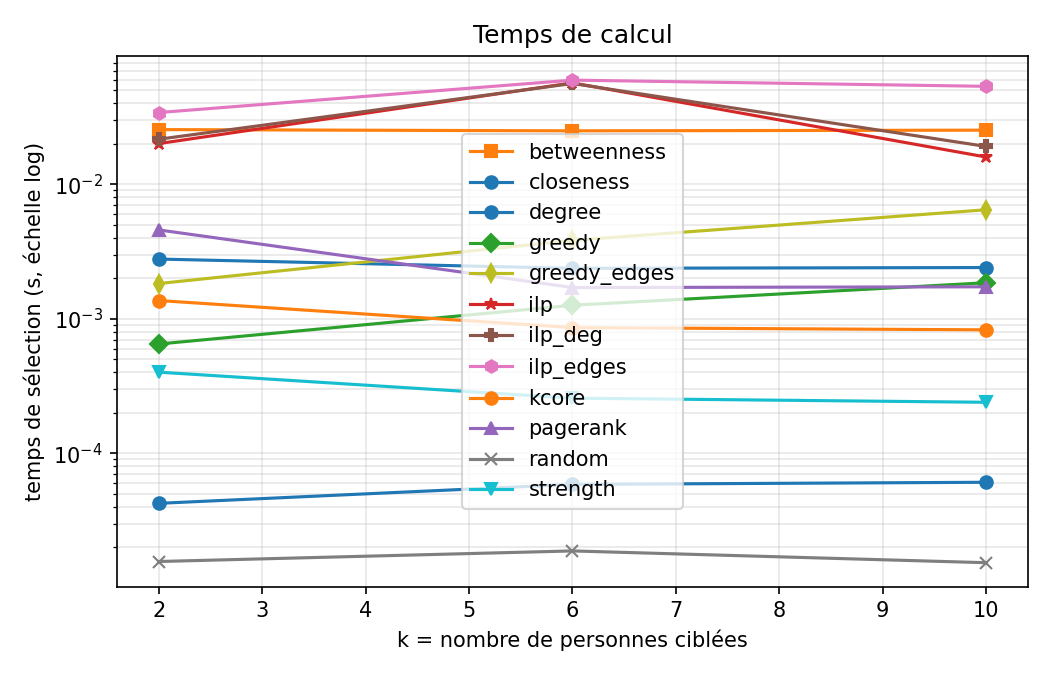 Temps de calcul
temps de sélection (s, échelle log)
10⁻²
10⁻³
10⁻⁴
betweenness
closeness
degree
greedy
greedy_edges
ilp
ilp_deg
ilp_edges
kcore
pagerank
random
strength
2 3 4 5 6 7 8 9 10
k = nombre de personnes ciblées